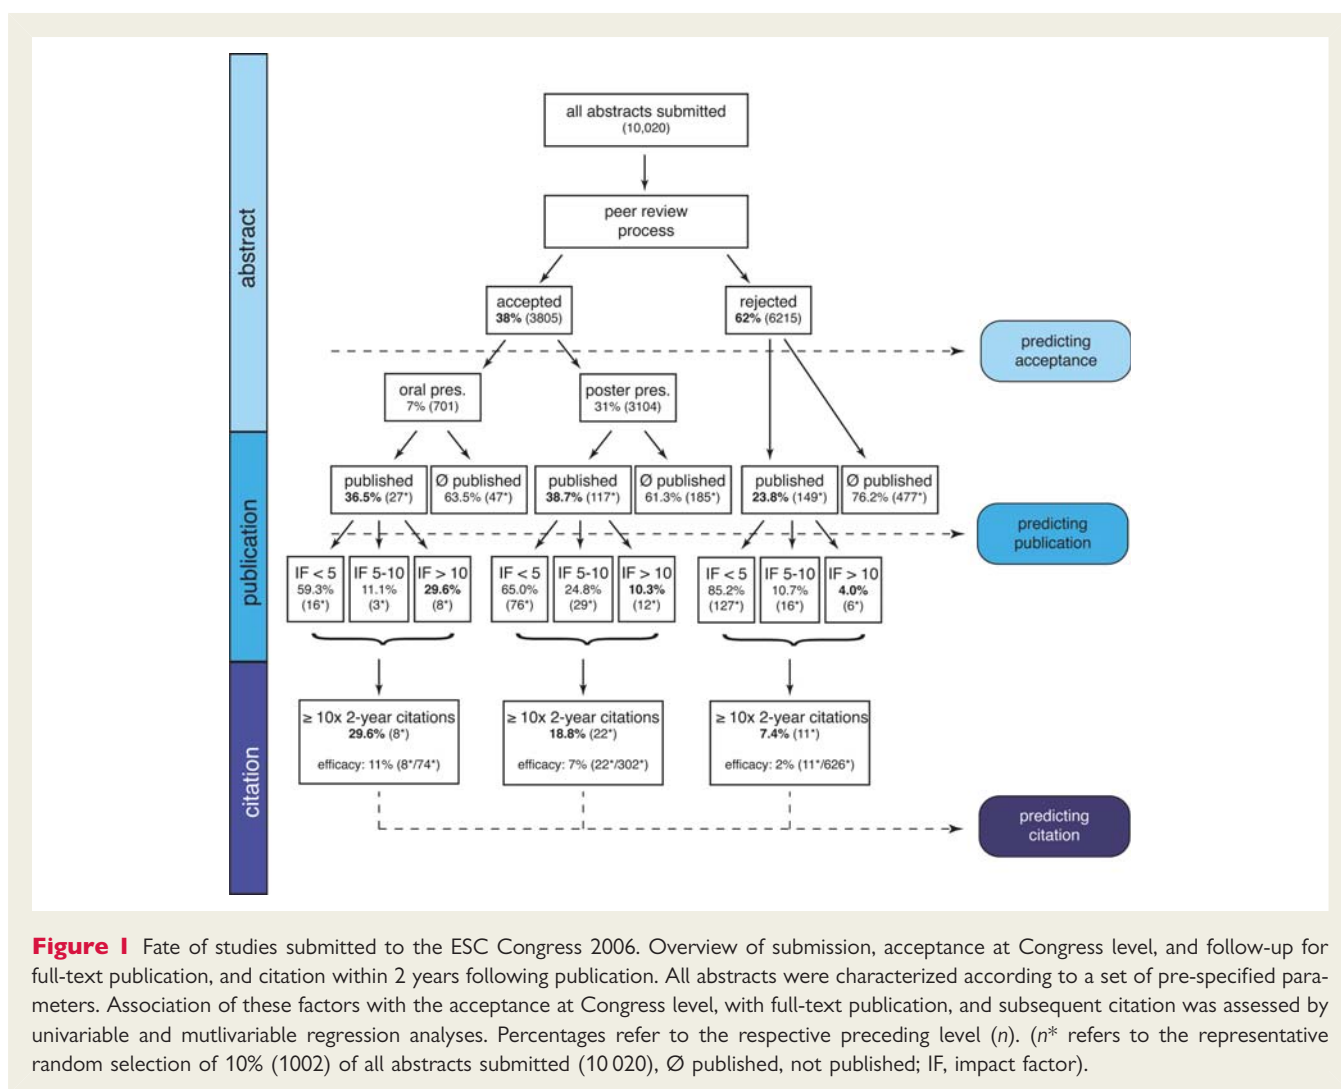 abstract
publication
citation
all abstracts submitted
(10,020)
peer review
process
accepted
38% (3805)
rejected
62% (6215)
predicting
acceptance
oral pres.
7% (701)
poster pres.
31% (3104)
published
36.5% (27*)
Ø published
63.5% (47*)
published
38.7% (117*)
Ø published
61.3% (185*)
published
23.8% (149*)
Ø published
76.2% (477*)
predicting
publication
IF < 5
59.3%
(16*)
IF 5-10
11.1%
(3*)
IF > 10
29.6%
(8*)
IF < 5
65.0%
(76*)
IF 5-10
24.8%
(29*)
IF > 10
10.3%
(12*)
IF < 5
85.2%
(127*)
IF 5-10
10.7%
(16*)
IF > 10
4.0%
(6*)
≥ 10x 2-year citations
29.6% (8*)
efficacy: 11% (8*/74*)
≥ 10x 2-year citations
18.8% (22*)
efficacy: 7% (22*/302*)
≥ 10x 2-year citations
7.4% (11*)
efficacy: 2% (11*/626*)
predicting
citation
Figure 1 Fate of studies submitted to the ESC Congress 2006. Overview of submission, acceptance at Congress level, and follow-up for
full-text publication, and citation within 2 years following publication. All abstracts were characterized according to a set of pre-specified para-
meters. Association of these factors with the acceptance at Congress level, with full-text publication, and subsequent citation was assessed by
univariable and mutlivariable regression analyses. Percentages refer to the respective preceding level (n). (n* refers to the representative
random selection of 10% (1002) of all abstracts submitted (10 020), Ø published, not published; IF, impact factor).